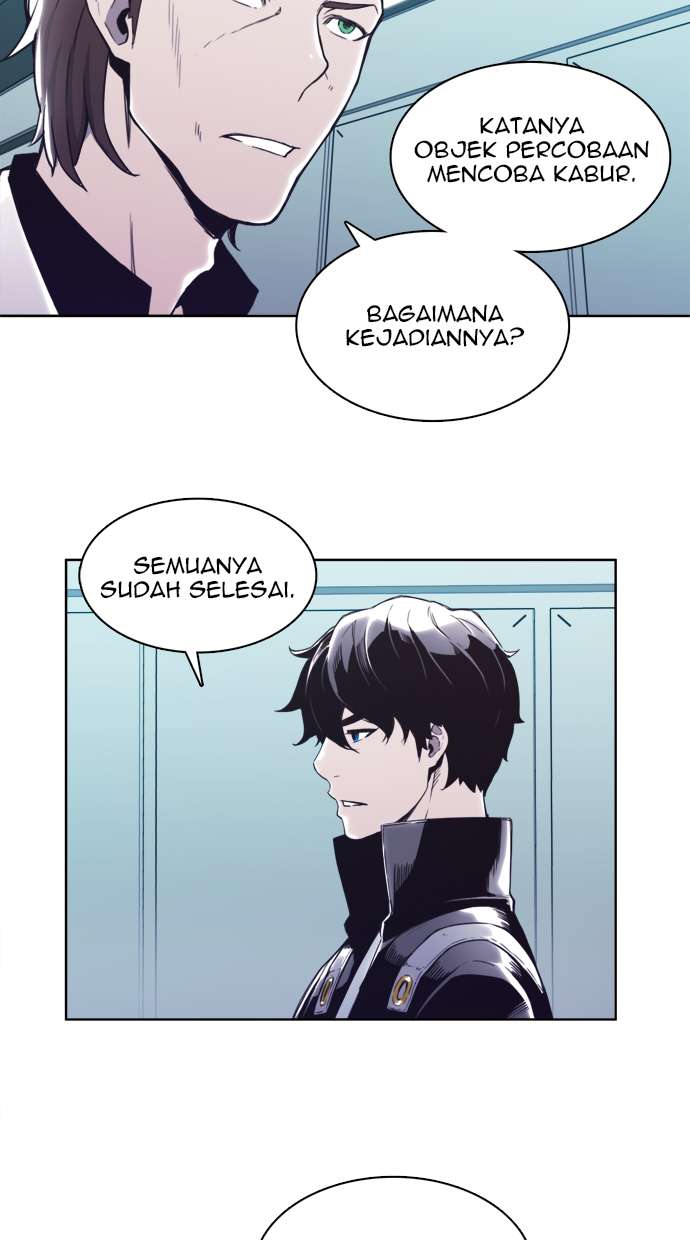 KATANYA
OBJEK PERCOBAAN
MENCOBA KABUR.
BAGAIMANA
KEJADIANNYA?
SEMUANYA
SUDAH SELESAI.